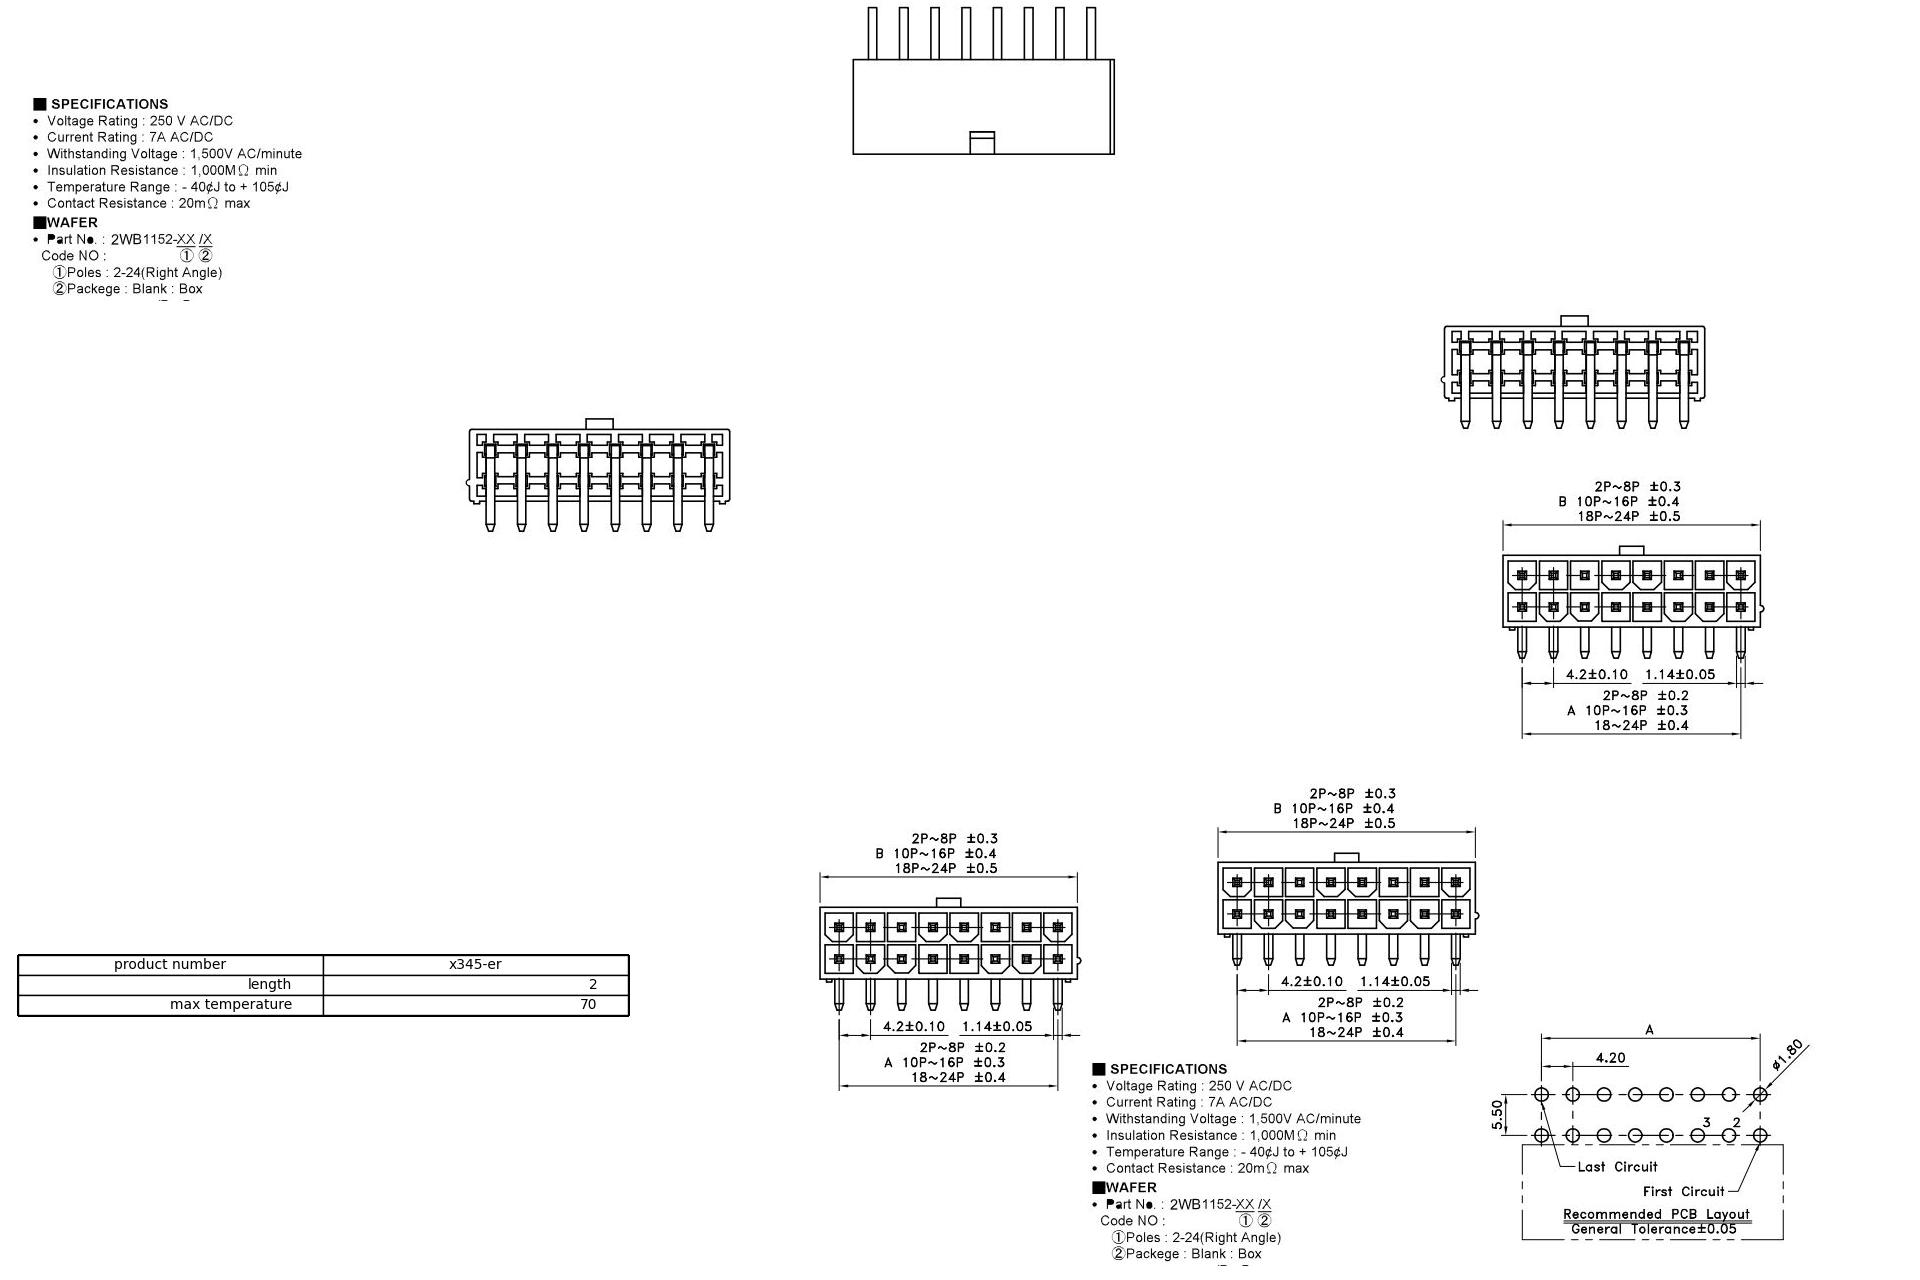 ■ SPECIFICATIONS
• Voltage Rating : 250 V AC/DC
• Current Rating : 7A AC/DC
• Withstanding Voltage : 1,500V AC/minute
• Insulation Resistance : 1,000MΩ min
• Temperature Range : - 40¢J to + 105¢J
• Contact Resistance : 20mΩ max
■WAFER
• Part No. : 2WB1152-XX /X
Code NO : ① ②
①Poles : 2-24(Right Angle)
②Packege : Blank : Box
2P~8P ±0.3
B 10P~16P ±0.4
18P~24P ±0.5
4.2±0.10 1.14±0.05
2P~8P ±0.2
A 10P~16P ±0.3
18~24P ±0.4
2P~8P ±0.3
B 10P~16P ±0.4
18P~24P ±0.5
4.2±0.10 1.14±0.05
2P~8P ±0.2
A 10P~16P ±0.3
18~24P ±0.4
2P~8P ±0.3
B 10P~16P ±0.4
18P~24P ±0.5
4.2±0.10 1.14±0.05
2P~8P ±0.2
A 10P~16P ±0.3
18~24P ±0.4
product number x345-er
length 2
max temperature 70
■ SPECIFICATIONS
• Voltage Rating : 250 V AC/DC
• Current Rating : 7A AC/DC
• Withstanding Voltage : 1,500V AC/minute
• Insulation Resistance : 1,000MΩ min
• Temperature Range : - 40¢J to + 105¢J
• Contact Resistance : 20mΩ max
■WAFER
• Part No. : 2WB1152-XX /X
Code NO : ① ②
①Poles : 2-24(Right Angle)
②Packege : Blank : Box
A
4.20
ø1.80
5.50
3 2
Last Circuit
First Circuit
Recommended PCB Layout
General Tolerance±0.05